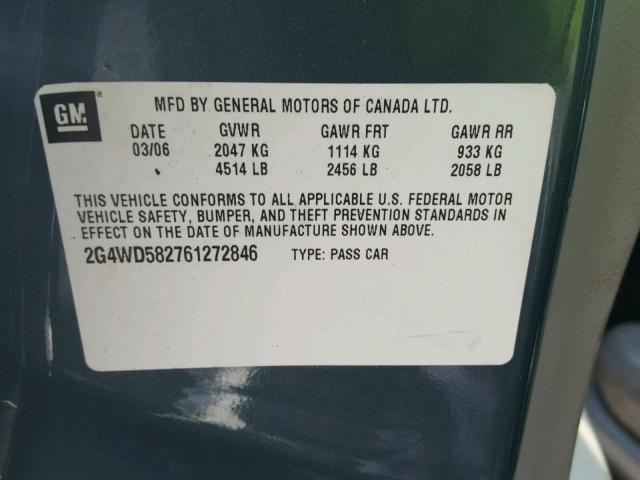 GM ® MFD BY GENERAL MOTORS OF CANADA LTD.
DATE GVWR GAWR FRT GAWR RR
03/06 2047 KG 1114 KG 933 KG
4514 LB 2456 LB 2058 LB
THIS VEHICLE CONFORMS TO ALL APPLICABLE U.S. FEDERAL MOTOR
VEHICLE SAFETY, BUMPER, AND THEFT PREVENTION STANDARDS IN
EFFECT ON THE DATE OF MANUFACTURE SHOWN ABOVE.
2G4WD582761272846 TYPE: PASS CAR